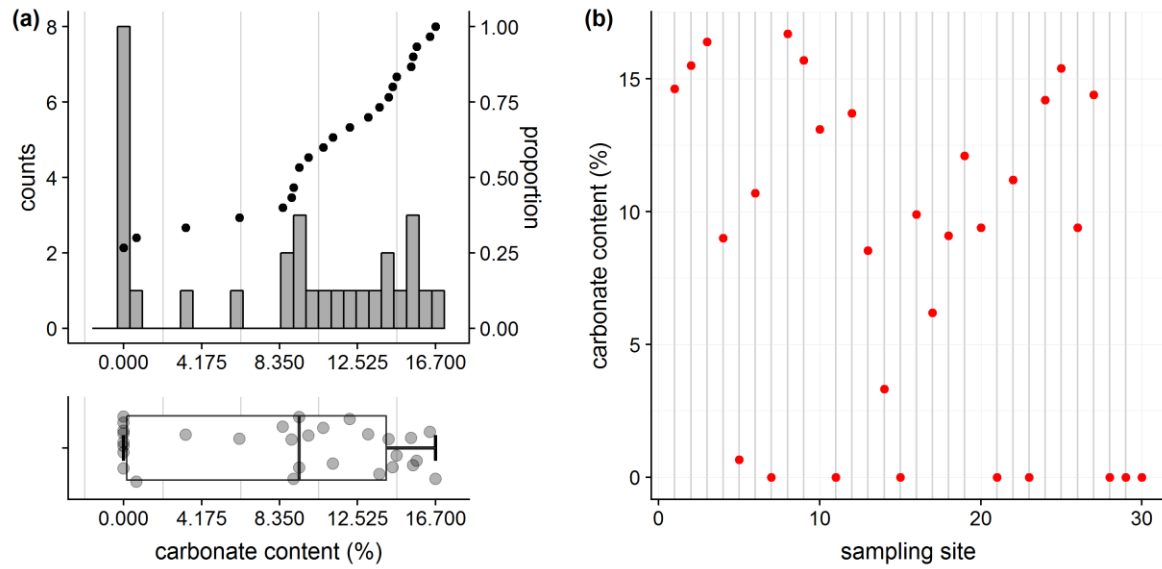 (a)
counts
8
6
4
2
0
1.00
0.75
0.50
0.25
0.00
proportion
0.000 4.175 8.350 12.525 16.700
0.000 4.175 8.350 12.525 16.700
carbonate content (%)
(b)
carbonate content (%)
15
10
5
0
0 10 20 30
sampling site